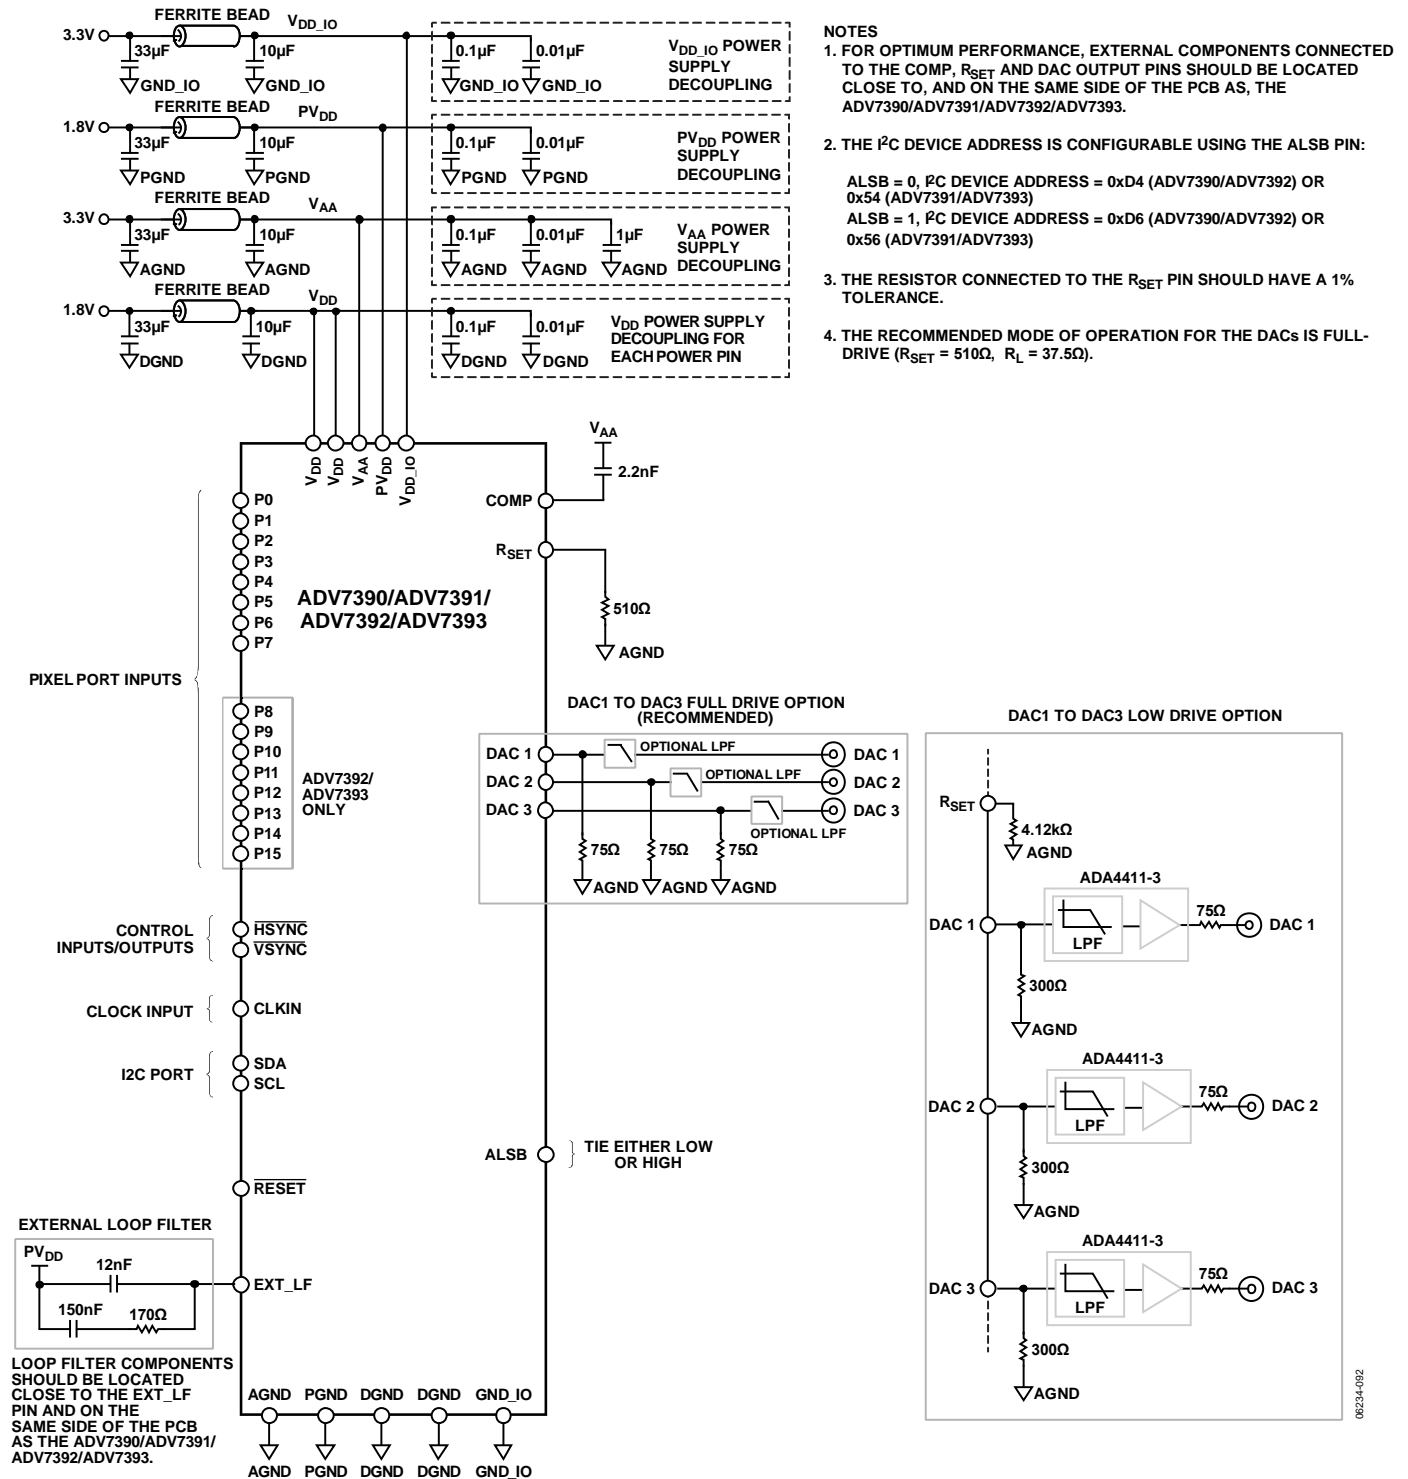 FERRITE BEAD
3.3V
VDD_IO
33µF
10µF
0.1µF
0.01µF
GND_IO
GND_IO
GND_IO
GND_IO
VDD_IO POWER
SUPPLY
DECOUPLING
FERRITE BEAD
1.8V
PVDD
33µF
10µF
0.1µF
0.01µF
PGND
PGND
PGND
PGND
PVDD POWER
SUPPLY
DECOUPLING
FERRITE BEAD
3.3V
VAA
33µF
10µF
0.1µF
0.01µF
1µF
AGND
AGND
AGND
AGND
AGND
VAA POWER
SUPPLY
DECOUPLING
FERRITE BEAD
1.8V
VDD
33µF
10µF
0.1µF
0.01µF
DGND
DGND
DGND
DGND
VDD POWER SUPPLY
DECOUPLING FOR
EACH POWER PIN
NOTES
1. FOR OPTIMUM PERFORMANCE, EXTERNAL COMPONENTS CONNECTED
TO THE COMP, RSET AND DAC OUTPUT PINS SHOULD BE LOCATED
CLOSE TO, AND ON THE SAME SIDE OF THE PCB AS, THE
ADV7390/ADV7391/ADV7392/ADV7393.
2. THE I2C DEVICE ADDRESS IS CONFIGURABLE USING THE ALSB PIN:
ALSB = 0, I2C DEVICE ADDRESS = 0xD4 (ADV7390/ADV7392) OR
0x54 (ADV7391/ADV7393)
ALSB = 1, I2C DEVICE ADDRESS = 0xD6 (ADV7390/ADV7392) OR
0x56 (ADV7391/ADV7393)
3. THE RESISTOR CONNECTED TO THE RSET PIN SHOULD HAVE A 1%
TOLERANCE.
4. THE RECOMMENDED MODE OF OPERATION FOR THE DACs IS FULL-
DRIVE (RSET = 510Ω, RL = 37.5Ω).
VDD
VDD
VAA
PVDD
VDD_IO
VAA
2.2nF
COMP
RSET
510Ω
AGND
P0
P1
P2
P3
P4
P5
P6
P7
ADV7390/ADV7391/
ADV7392/ADV7393
PIXEL PORT INPUTS
P8
P9
P10
P11
P12
P13
P14
P15
ADV7392/
ADV7393
ONLY
DAC1 TO DAC3 FULL DRIVE OPTION
(RECOMMENDED)
DAC 1
OPTIONAL LPF
DAC 1
DAC 2
OPTIONAL LPF
DAC 2
DAC 3
OPTIONAL LPF
DAC 3
75Ω
75Ω
75Ω
AGND
AGND
AGND
DAC1 TO DAC3 LOW DRIVE OPTION
RSET
4.12kΩ
AGND
ADA4411-3
DAC 1
LPF
75Ω
DAC 1
300Ω
AGND
ADA4411-3
DAC 2
LPF
75Ω
DAC 2
300Ω
AGND
ADA4411-3
DAC 3
LPF
75Ω
DAC 3
300Ω
AGND
CONTROL
INPUTS/OUTPUTS
HSYNC
VSYNC
CLOCK INPUT
CLKIN
I2C PORT
SDA
SCL
ALSB
TIE EITHER LOW
OR HIGH
RESET
EXTERNAL LOOP FILTER
PVDD
12nF
150nF
170Ω
EXT_LF
LOOP FILTER COMPONENTS
SHOULD BE LOCATED
CLOSE TO THE EXT_LF
PIN AND ON THE
SAME SIDE OF THE PCB
AS THE ADV7390/ADV7391/
ADV7392/ADV7393.
AGND PGND DGND DGND GND_IO
AGND PGND DGND DGND GND_IO
06234-092